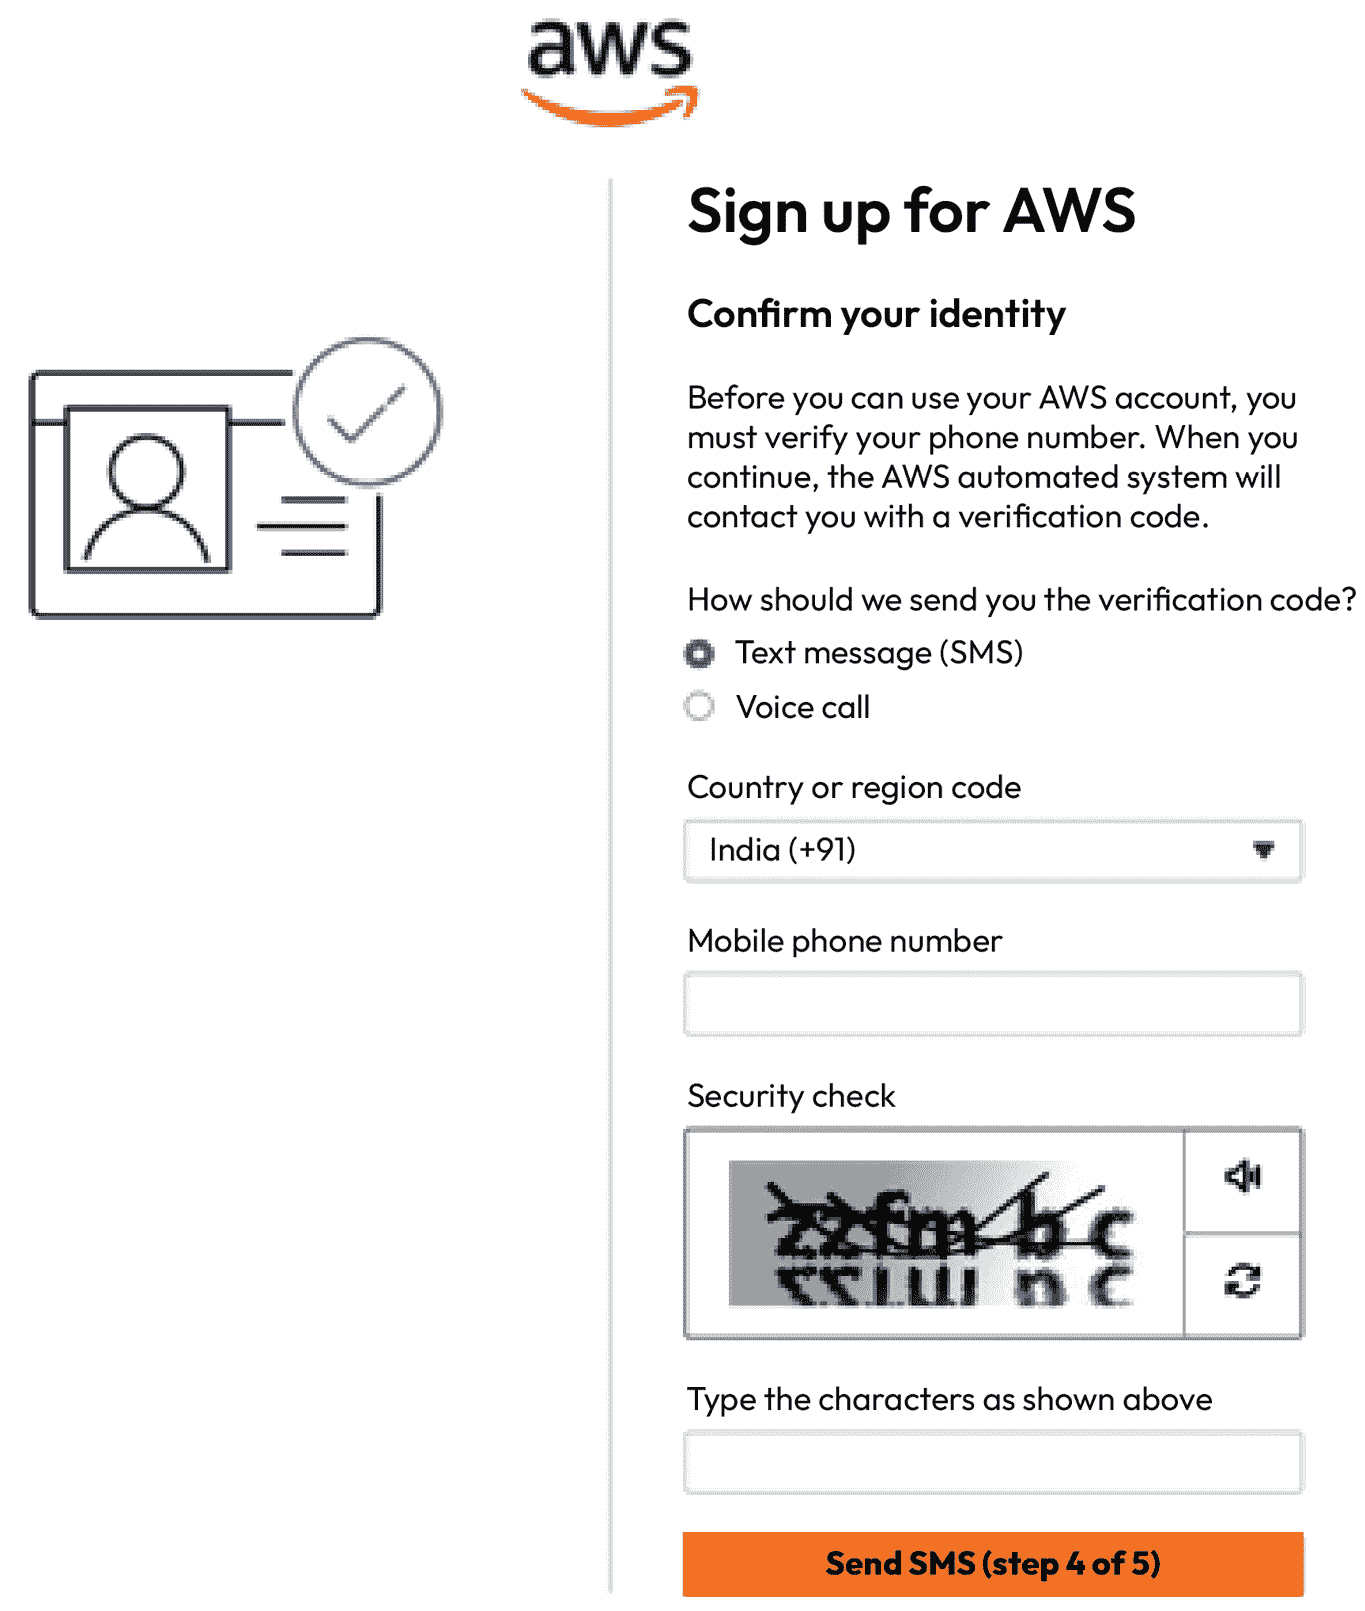 aws
Sign up for AWS
Confirm your identity
Before you can use your AWS account, you
must verify your phone number. When you
continue, the AWS automated system will
contact you with a verification code.
How should we send you the verification code?
Text message (SMS)
Voice call
Country or region code
India (+91)
Mobile phone number
Security check
Type the characters as shown above
Send SMS (step 4 of 5)